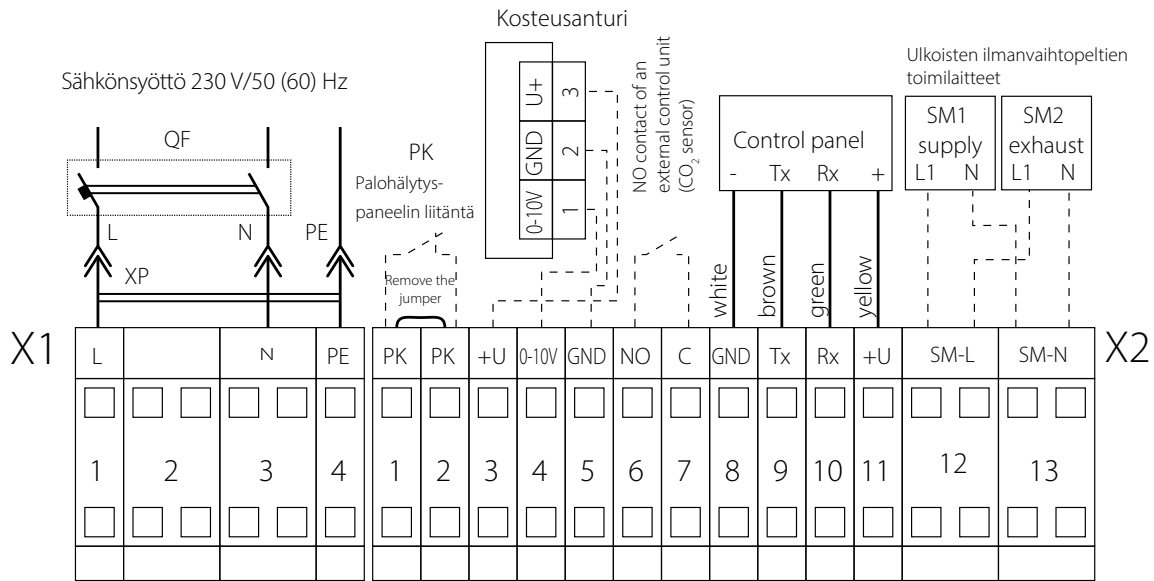 Kosteusanturi
Sähkönsyöttö 230 V/50 (60) Hz
QF
L
N
PE
XP
PK
Palohälytys-
paneelin liitäntä
Remove the
jumper
U+
3
GND
2
0-10V
1
NO contact of an
external control unit
(CO₂ sensor)
Control panel
- Tx Rx +
white
brown
green
yellow
Ulkoisten ilmanvaihtopeltien
toimilaitteet
SM1
supply
L1 N
SM2
exhaust
L1 N
X1
L N PE
PK PK +U 0-10V GND NO C GND Tx Rx +U SM-L SM-N
X2
1 2 3 4
1 2 3 4 5 6 7 8 9 10 11 12 13